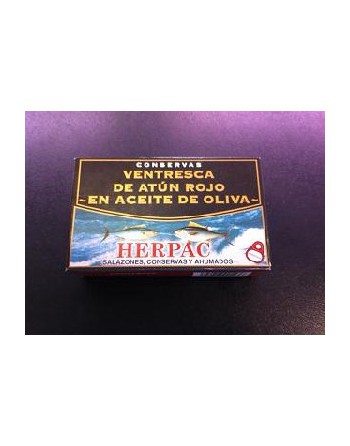 CONSERVAS
VENTRESCA
DE ATÚN ROJO
~EN ACEITE DE OLIVA~
HERPAC
SALAZONES, CONSERVAS Y AHUMADOS